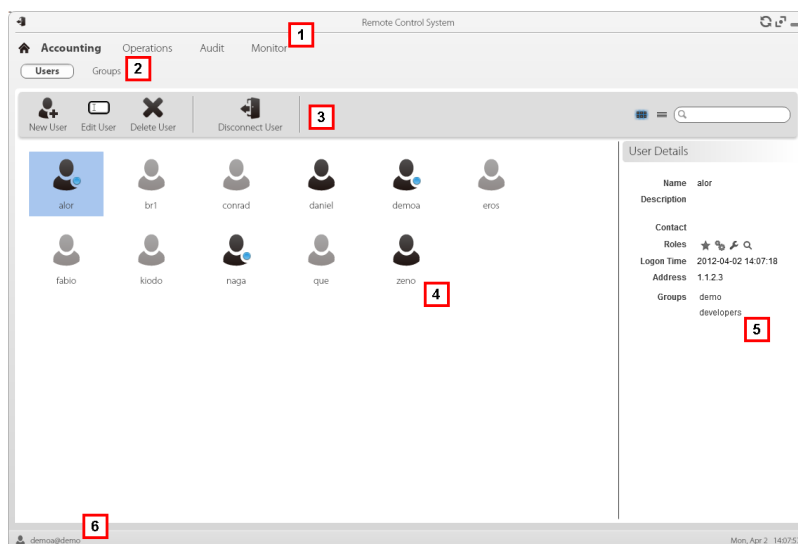 Remote Control System
1
Accounting Operations Audit Monitor
Users Groups 2
New User Edit User Delete User Disconnect User 3
User Details
alor br1 conrad daniel demoa eros
Name alor
Description
Contact
Roles
fabio kiodo naga que zeno
4
Logon Time 2012-04-02 14:07:18
Address 1.1.2.3
Groups demo
developers
5
6
demoa@demo
Mon, Apr 2 14:07:5